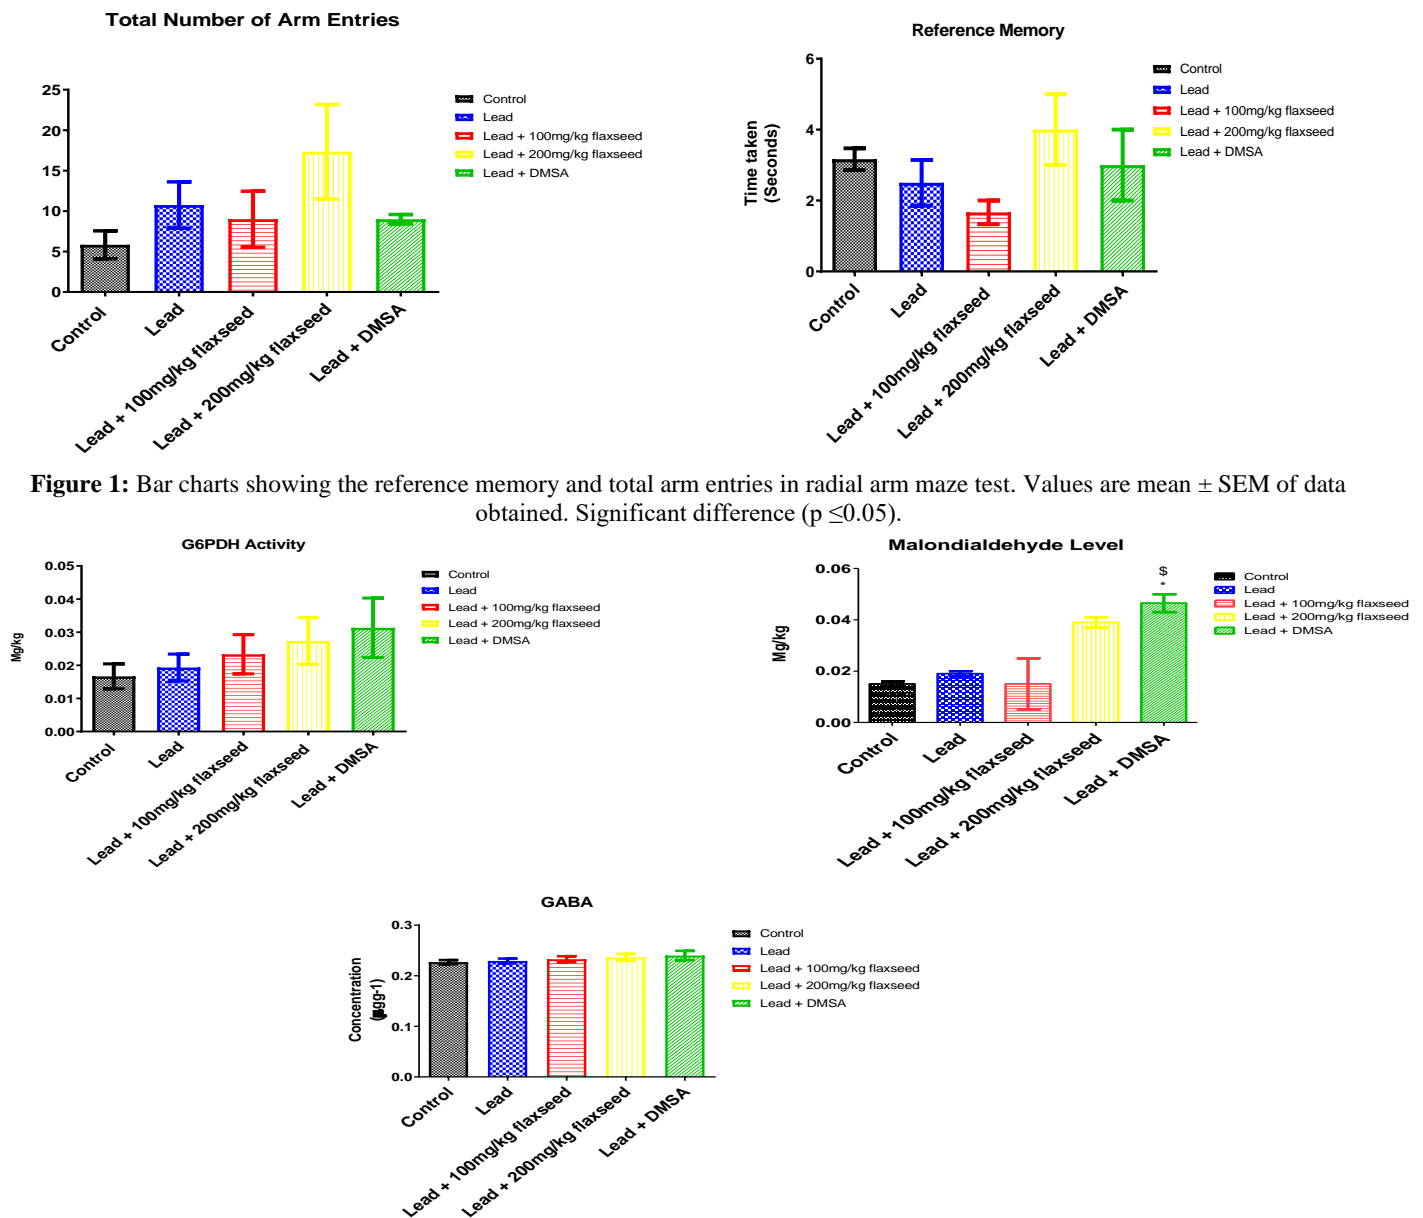 Total Number of Arm Entries
25
20
15
10
5
0
Control
Lead
Lead + 100mg/kg flaxseed
Lead + 200mg/kg flaxseed
Lead + DMSA
Control
Lead
Lead + 100mg/kg flaxseed
Lead + 200mg/kg flaxseed
Lead + DMSA
Reference Memory
Time taken
(Seconds)
6
4
2
0
Control
Lead
Lead + 100mg/kg flaxseed
Lead + 200mg/kg flaxseed
Lead + DMSA
Control
Lead
Lead + 100mg/kg flaxseed
Lead + 200mg/kg flaxseed
Lead + DMSA
Figure 1: Bar charts showing the reference memory and total arm entries in radial arm maze test. Values are mean ± SEM of data
obtained. Significant difference (p ≤0.05).
G6PDH Activity
Mg/kg
0.05
0.04
0.03
0.02
0.01
0.00
Control
Lead
Lead + 100mg/kg flaxseed
Lead + 200mg/kg flaxseed
Lead + DMSA
Control
Lead
Lead + 100mg/kg flaxseed
Lead + 200mg/kg flaxseed
Lead + DMSA
Malondialdehyde Level
Mg/kg
0.06
0.04
0.02
0.00
$
*
Control
Lead
Lead + 100mg/kg flaxseed
Lead + 200mg/kg flaxseed
Lead + DMSA
Control
Lead
Lead + 100mg/kg flaxseed
Lead + 200mg/kg flaxseed
Lead + DMSA
GABA
Concentration
0.3
0.2
0.1
0.0
Control
Lead
Lead + 100mg/kg flaxseed
Lead + 200mg/kg flaxseed
Lead + DMSA
Control
Lead
Lead + 100mg/kg flaxseed
Lead + 200mg/kg flaxseed
Lead + DMSA